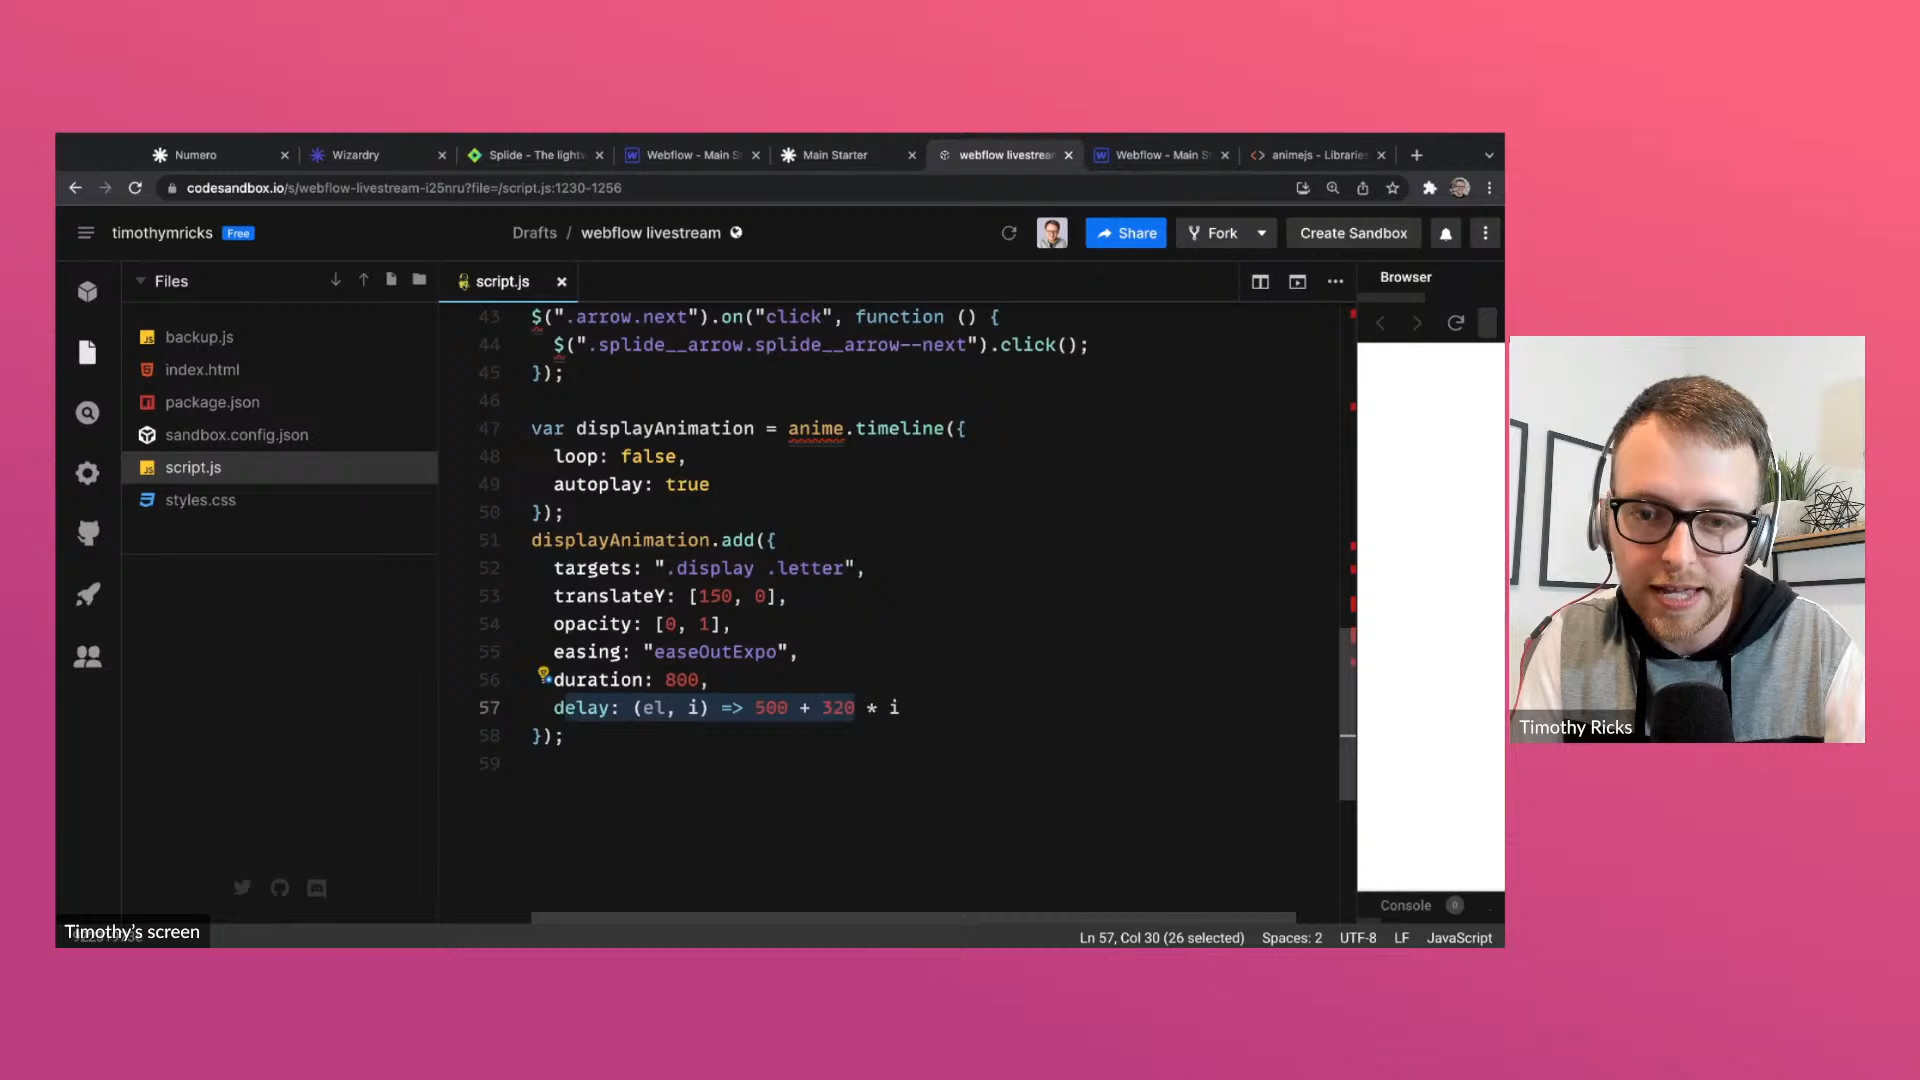 Numero
Wizardry
Splide - The lightw
Webflow - Main S
Main Starter
webflow livestream
Webflow - Main S
animejs - Libraries
codesandbox.io/s/webflow-livestream-i25nru?file=/script.js:1230-1256
timothymricks
Free
Drafts / webflow livestream
Share
Fork
Create Sandbox
Files
script.js
Browser
backup.js
index.html
package.json
sandbox.config.json
script.js
styles.css
43 $(".arrow.next").on("click", function () {
44 $(".splide__arrow.splide__arrow--next").click();
45 });
46
47 var displayAnimation = anime.timeline({
48 loop: false,
49 autoplay: true
50 });
51 displayAnimation.add({
52 targets: ".display .letter",
53 translateY: [150, 0],
54 opacity: [0, 1],
55 easing: "easeOutExpo",
56 duration: 800,
57 delay: (el, i) => 500 + 320 * i
58 });
59
Console 0
Timothy's screen
Ln 57, Col 30 (26 selected) Spaces: 2 UTF-8 LF JavaScript
Timothy Ricks